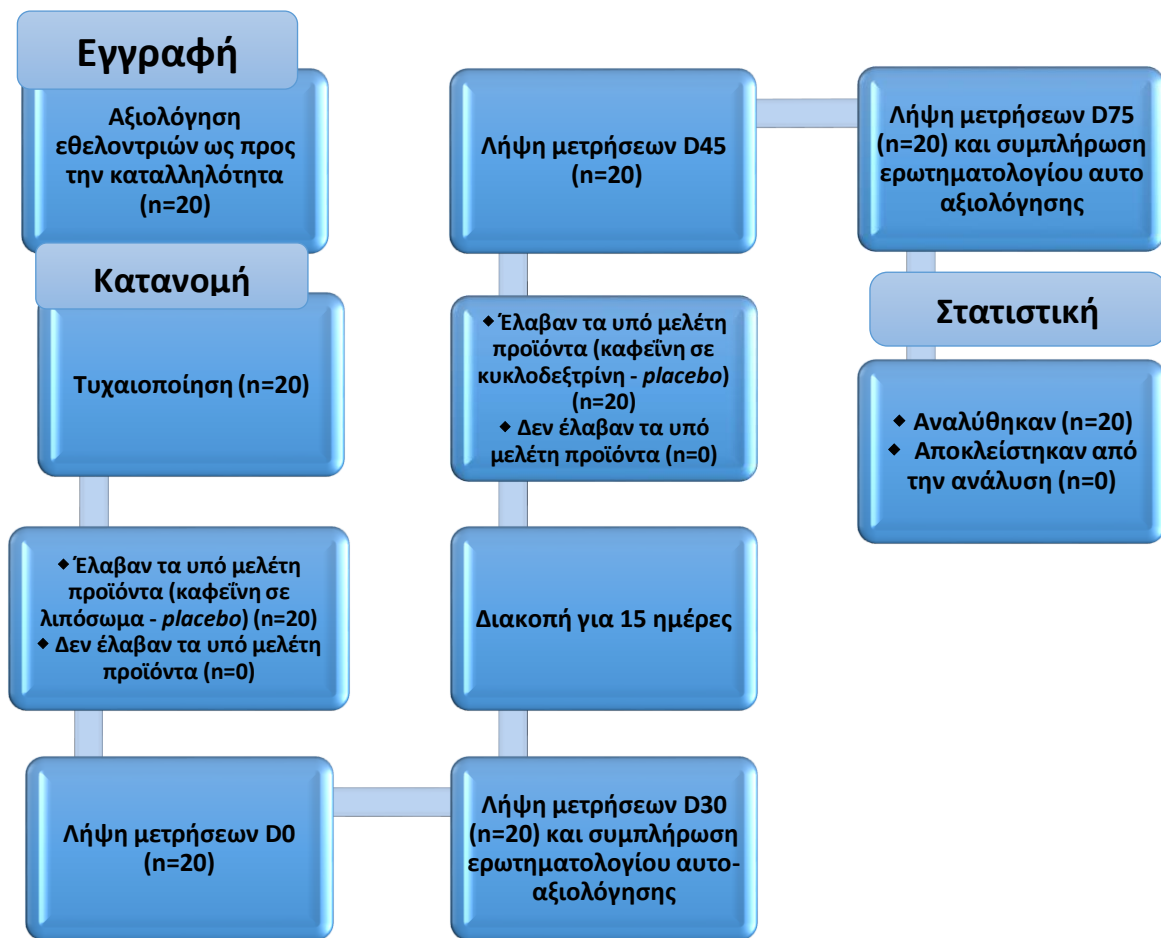 Εγγραφή
Αξιολόγηση
εθελοντριών ως προς
την καταλληλότητα
(n=20)
Κατανομή
Τυχαιοποίηση (n=20)
◆ Έλαβαν τα υπό μελέτη
προϊόντα (καφεΐνη σε
λιπόσωμα - placebo) (n=20)
◆ Δεν έλαβαν τα υπό μελέτη
προϊόντα (n=0)
Λήψη μετρήσεων D0
(n=20)
Λήψη μετρήσεων D30
(n=20) και συμπλήρωση
ερωτηματολογίου αυτο-
αξιολόγησης
Διακοπή για 15 ημέρες
◆ Έλαβαν τα υπό μελέτη
προϊόντα (καφεΐνη σε
κυκλοδεξτρίνη - placebo)
(n=20)
◆ Δεν έλαβαν τα υπό
μελέτη προϊόντα (n=0)
Λήψη μετρήσεων D45
(n=20)
Λήψη μετρήσεων D75
(n=20) και συμπλήρωση
ερωτηματολογίου αυτο
αξιολόγησης
Στατιστική
◆ Αναλύθηκαν (n=20)
◆ Αποκλείστηκαν από
την ανάλυση (n=0)